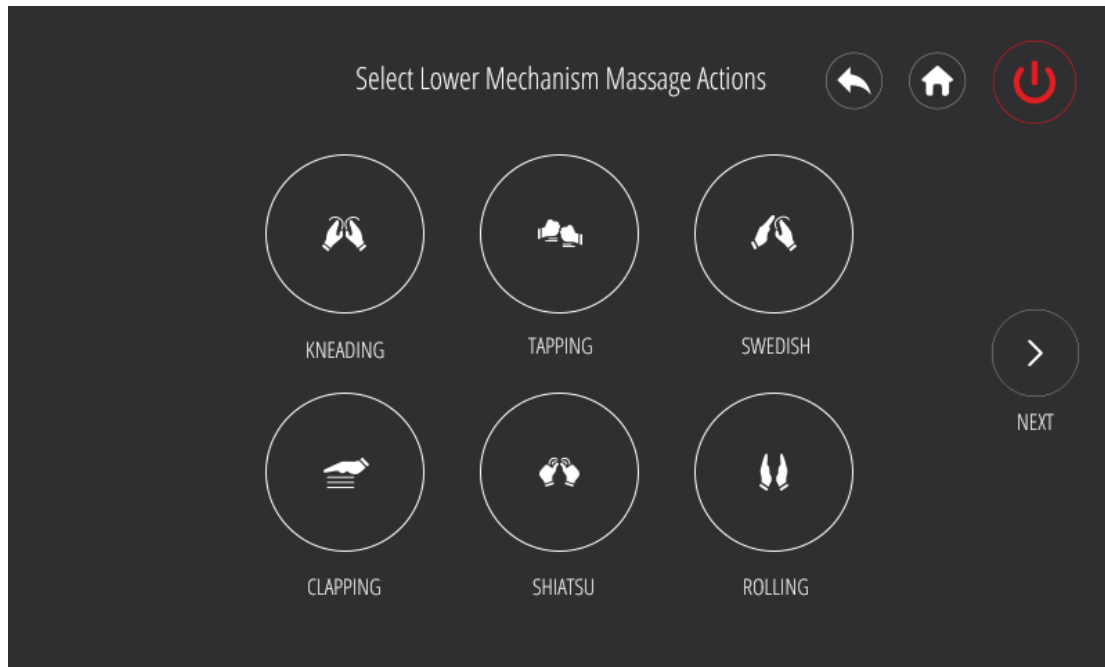 Select Lower Mechanism Massage Actions
KNEADING
TAPPING
SWEDISH
NEXT
CLAPPING
SHIATSU
ROLLING